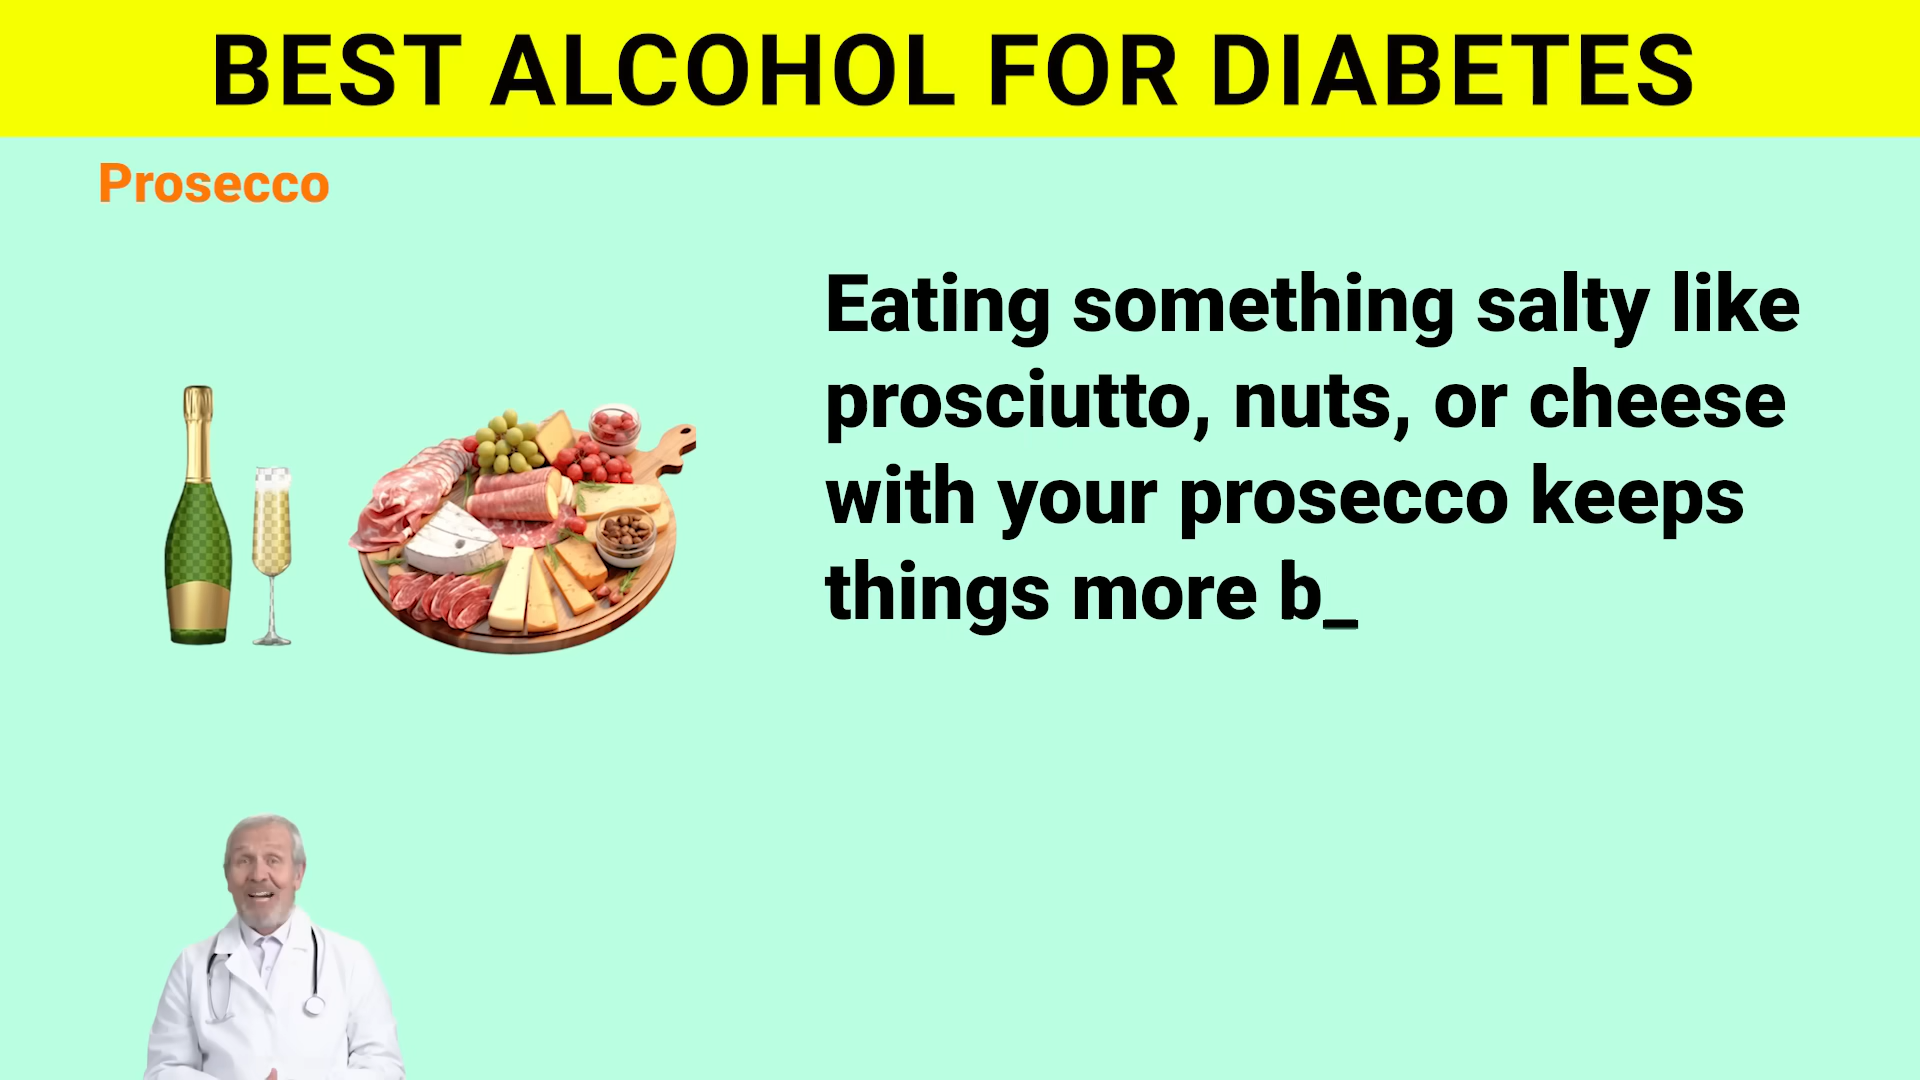 BEST ALCOHOL FOR DIABETES
Prosecco
Eating something salty like
prosciutto, nuts, or cheese
with your prosecco keeps
things more b_